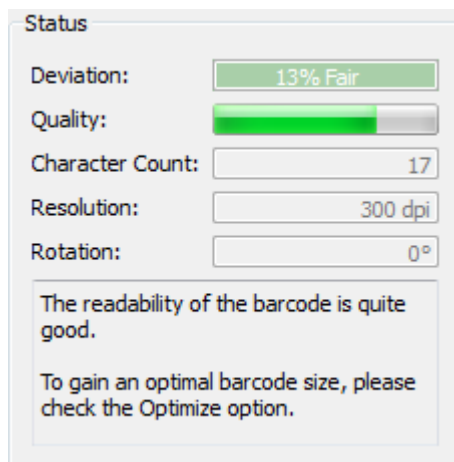 Status
Deviation: 13% Fair
Quality:
Character Count: 17
Resolution: 300 dpi
Rotation: 0°
The readability of the barcode is quite
good.
To gain an optimal barcode size, please
check the Optimize option.